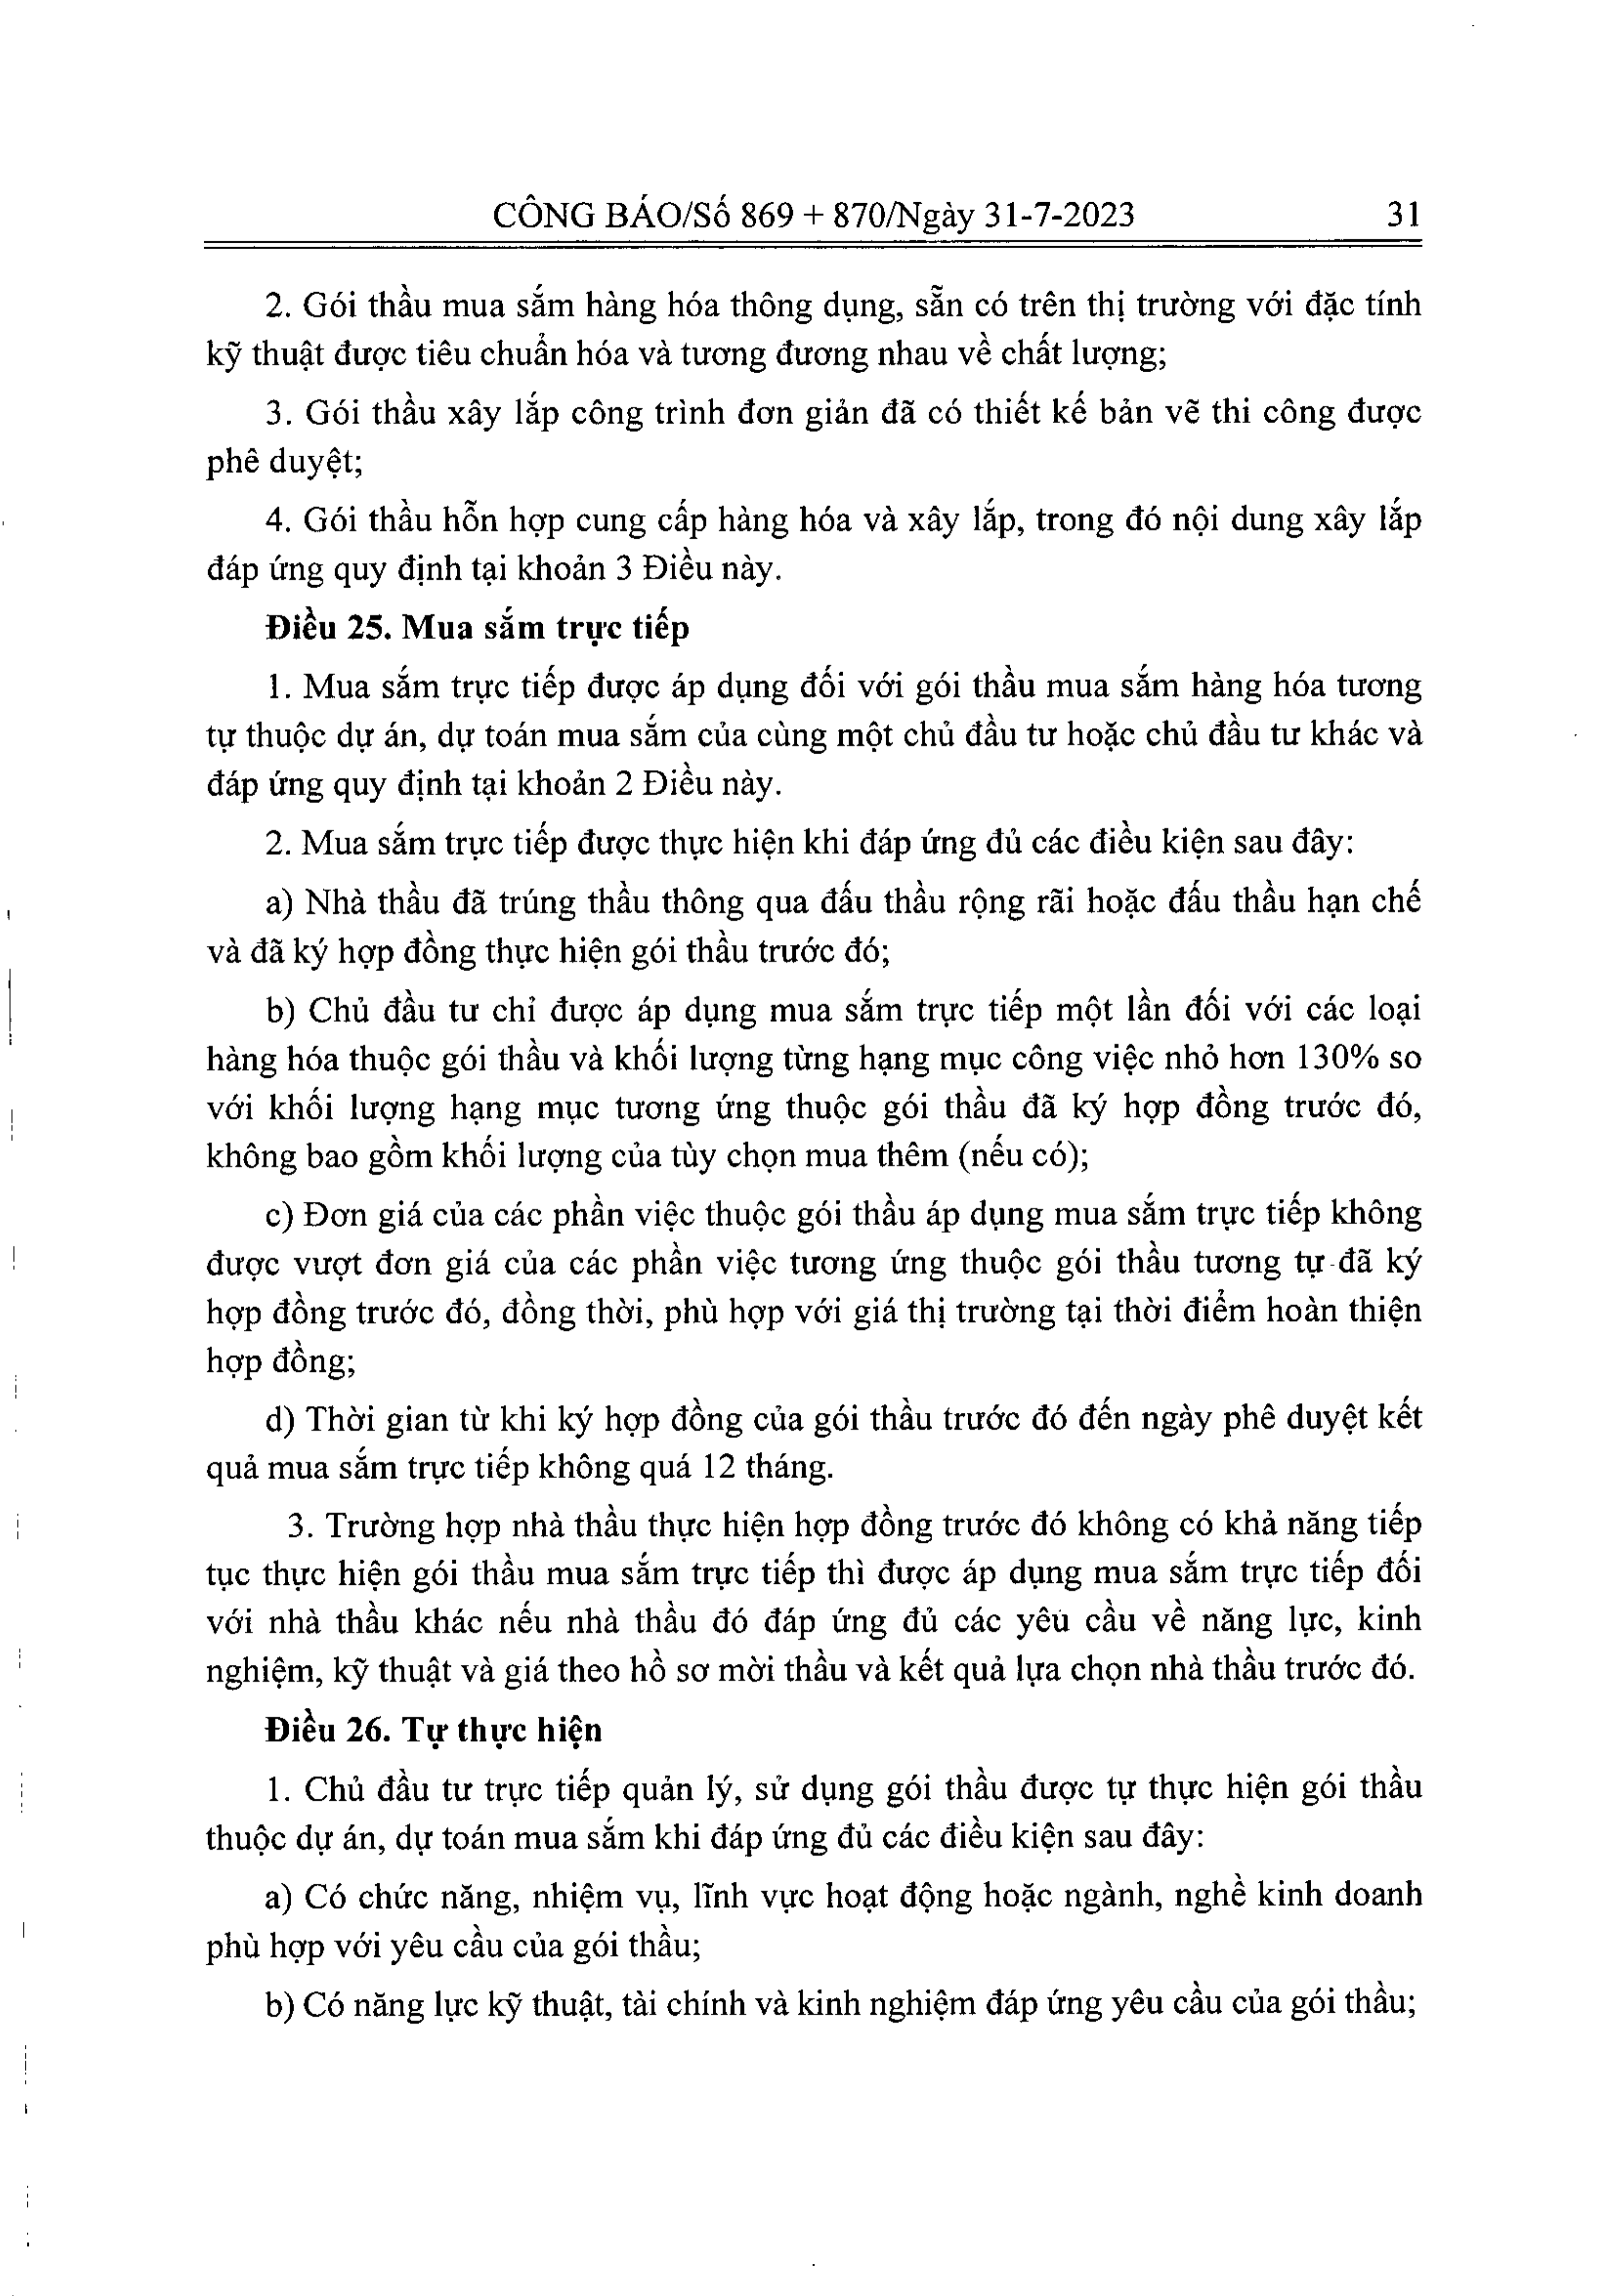 CÔNG BÁO/Số 869 + 870/Ngày 31-7-2023 31
2. Gói thầu mua sắm hàng hóa thông dụng, sẵn có trên thị trường với đặc tính
kỹ thuật được tiêu chuẩn hóa và tương đương nhau về chất lượng;
3. Gói thầu xây lắp công trình đơn giản đã có thiết kế bản vẽ thi công được
phê duyệt;
4. Gói thầu hỗn hợp cung cấp hàng hóa và xây lắp, trong đó nội dung xây lắp
đáp ứng quy định tại khoản 3 Điều này.
Điều 25. Mua sắm trực tiếp
1. Mua sắm trực tiếp được áp dụng đối với gói thầu mua sắm hàng hóa tương
tự thuộc dự án, dự toán mua sắm của cùng một chủ đầu tư hoặc chủ đầu tư khác và
đáp ứng quy định tại khoản 2 Điều này.
2. Mua sắm trực tiếp được thực hiện khi đáp ứng đủ các điều kiện sau đây:
a) Nhà thầu đã trúng thầu thông qua đấu thầu rộng rãi hoặc đấu thầu hạn chế
và đã ký hợp đồng thực hiện gói thầu trước đó;
b) Chủ đầu tư chỉ được áp dụng mua sắm trực tiếp một lần đối với các loại
hàng hóa thuộc gói thầu và khối lượng từng hạng mục công việc nhỏ hơn 130% so
với khối lượng hạng mục tương ứng thuộc gói thầu đã ký hợp đồng trước đó,
không bao gồm khối lượng của tùy chọn mua thêm (nếu có);
c) Đơn giá của các phần việc thuộc gói thầu áp dụng mua sắm trực tiếp không
được vượt đơn giá của các phần việc tương ứng thuộc gói thầu tương tự đã ký
hợp đồng trước đó, đồng thời, phù hợp với giá thị trường tại thời điểm hoàn thiện
hợp đồng;
d) Thời gian từ khi ký hợp đồng của gói thầu trước đó đến ngày phê duyệt kết
quả mua sắm trực tiếp không quá 12 tháng.
3. Trường hợp nhà thầu thực hiện hợp đồng trước đó không có khả năng tiếp
tục thực hiện gói thầu mua sắm trực tiếp thì được áp dụng mua sắm trực tiếp đối
với nhà thầu khác nếu nhà thầu đó đáp ứng đủ các yêu cầu về năng lực, kinh
nghiệm, kỹ thuật và giá theo hồ sơ mời thầu và kết quả lựa chọn nhà thầu trước đó.
Điều 26. Tự thực hiện
1. Chủ đầu tư trực tiếp quản lý, sử dụng gói thầu được tự thực hiện gói thầu
thuộc dự án, dự toán mua sắm khi đáp ứng đủ các điều kiện sau đây:
a) Có chức năng, nhiệm vụ, lĩnh vực hoạt động hoặc ngành, nghề kinh doanh
phù hợp với yêu cầu của gói thầu;
b) Có năng lực kỹ thuật, tài chính và kinh nghiệm đáp ứng yêu cầu của gói thầu;